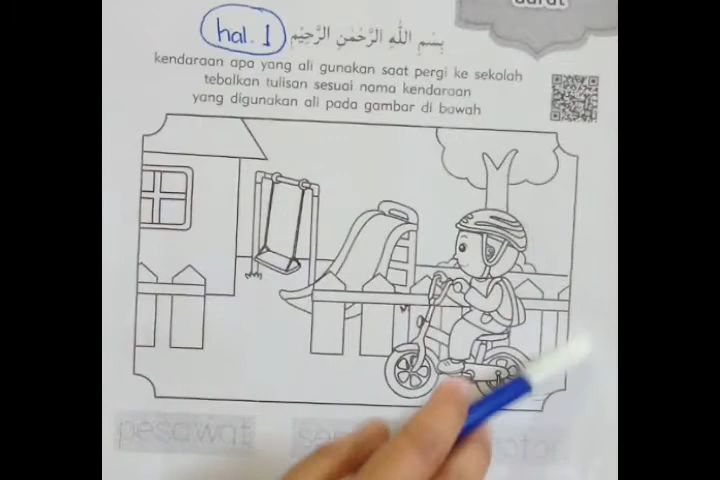 darat
hal. 1
بِسْمِ اللَّهِ الرَّحْمَنِ الرَّحِيْمِ
kendaraan apa yang ali gunakan saat pergi ke sekolah
tebalkan tulisan sesuai nama kendaraan
yang digunakan ali pada gambar di bawah
pesawat